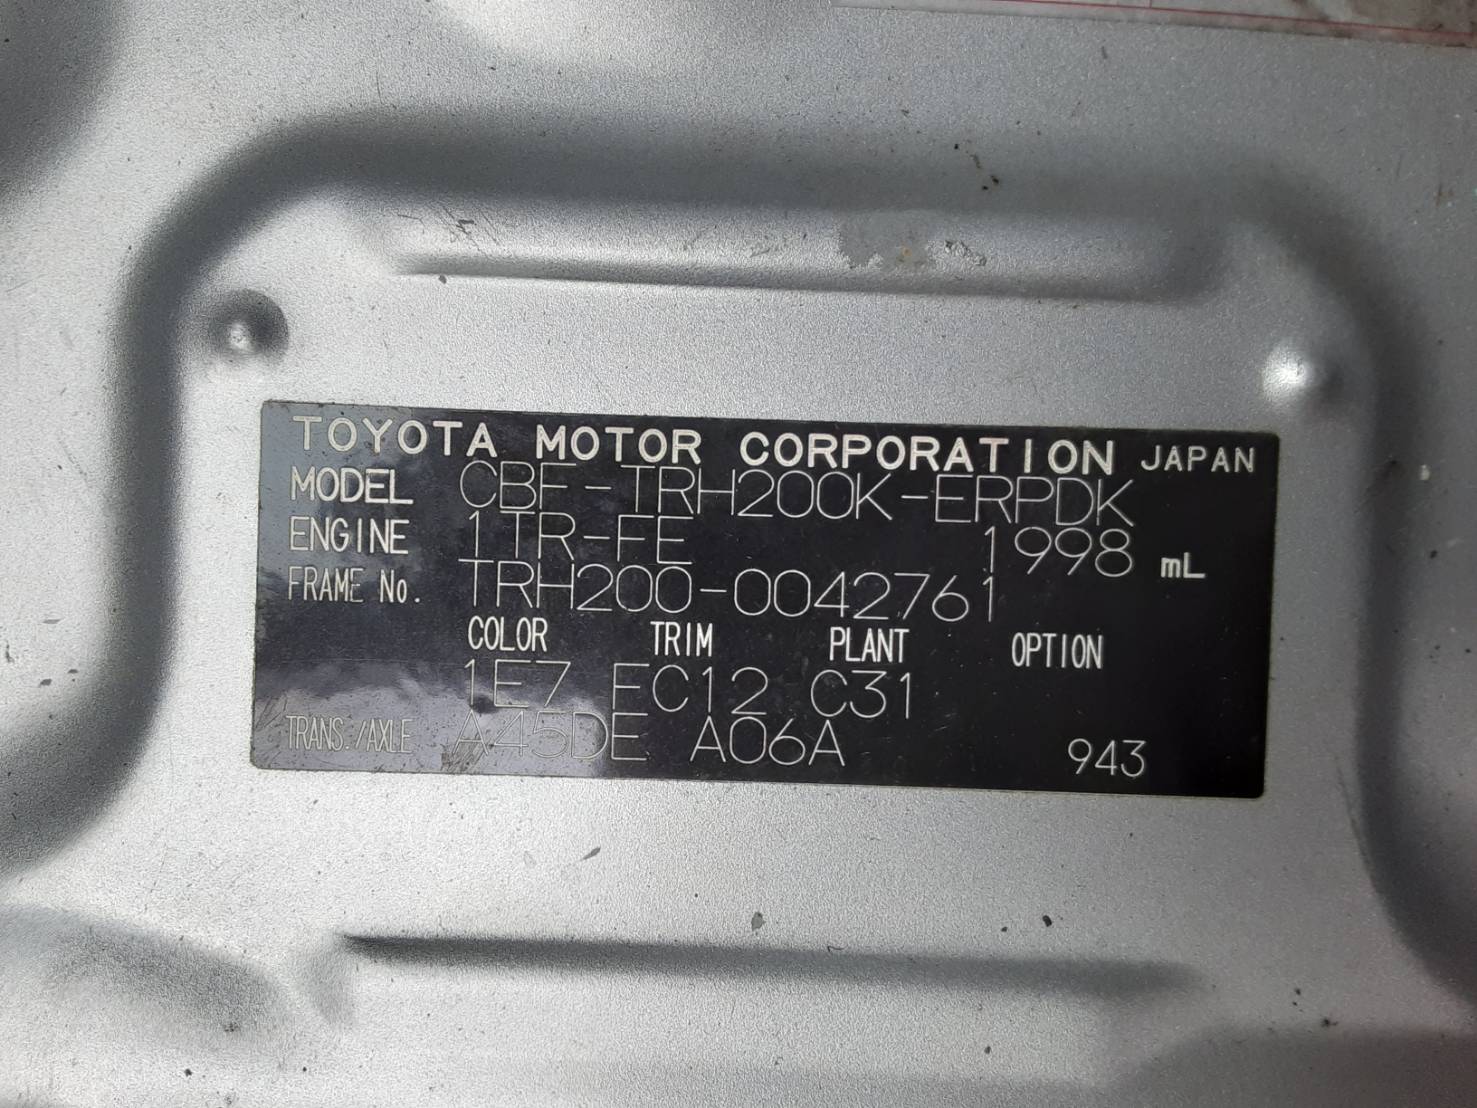 TOYOTA MOTOR CORPORATION JAPAN
MODEL CBF-TRH200K-ERPDK
ENGINE 1TR-FE 1998 mL
FRAME No. TRH200-0042761
COLOR TRIM PLANT OPTION
1E7 EC12 C31
TRANS./AXLE A45DE A06A 943